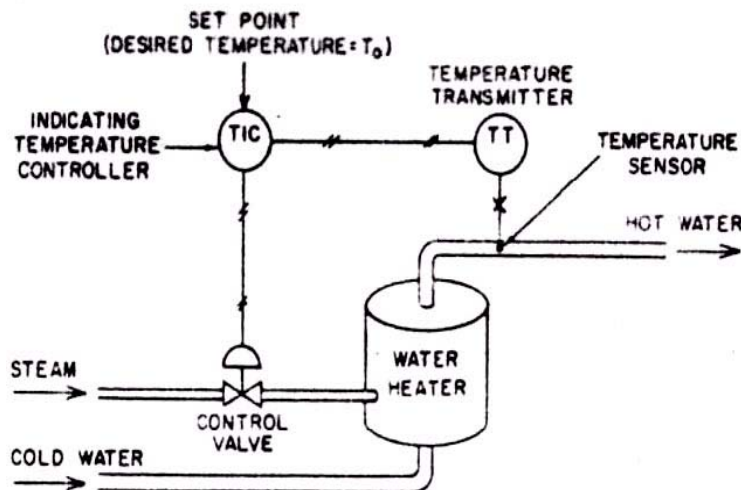 SET POINT
(DESIRED TEMPERATURE=T₀)
TEMPERATURE
TRANSMITTER
INDICATING
TEMPERATURE
CONTROLLER
TIC
TT
TEMPERATURE
SENSOR
HOT WATER
STEAM
WATER
HEATER
CONTROL
VALVE
COLD WATER